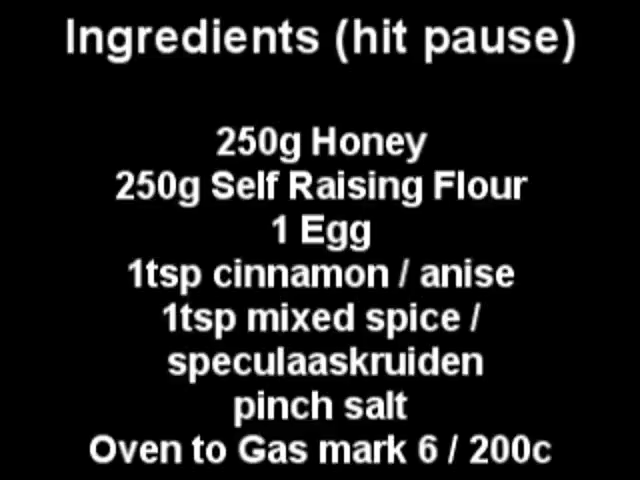 Ingredients (hit pause)
250g Honey
250g Self Raising Flour
1 Egg
1tsp cinnamon / anise
1tsp mixed spice /
speculaaskruiden
pinch salt
Oven to Gas mark 6 / 200c